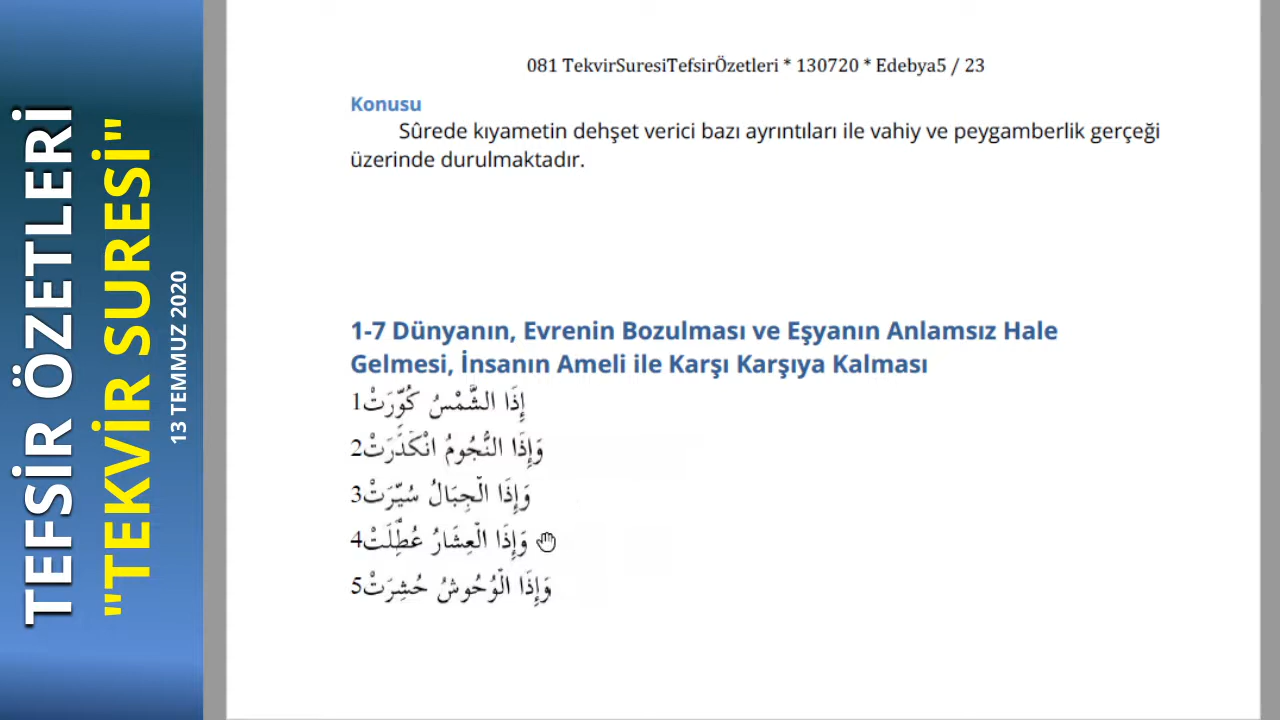 TEFSİR ÖZETLERİ
"TEKVİR SURESİ"
13 TEMMUZ 2020
081 TekvirSuresiTefsirÖzetleri * 130720 * Edebya5 / 23
Konusu
Sûrede kıyametin dehşet verici bazı ayrıntıları ile vahiy ve peygamberlik gerçeği
üzerinde durulmaktadır.
1-7 Dünyanın, Evrenin Bozulması ve Eşyanın Anlamsız Hale
Gelmesi, İnsanın Ameli ile Karşı Karşıya Kalması
إِذَا الشَّمْسُ كُوِّرَتْ1
وَإِذَا النُّجُومُ انْكَدَرَتْ2
وَإِذَا الْجِبَالُ سُيِّرَتْ3
وَإِذَا الْعِشَارُ عُطِّلَتْ4
وَإِذَا الْوُحُوشُ حُشِرَتْ5